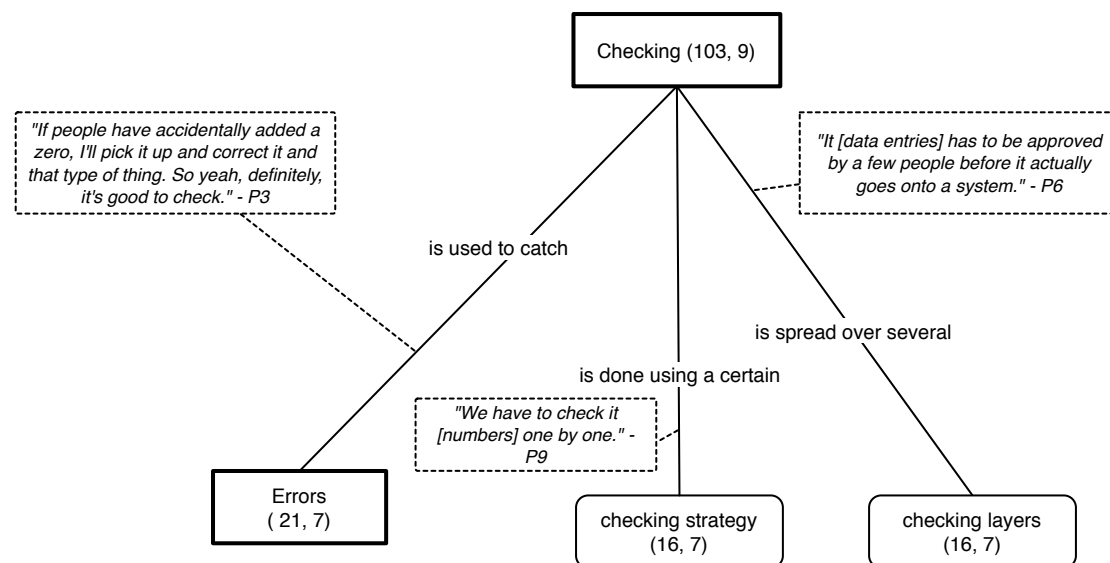 Checking (103, 9)
"If people have accidentally added a
zero, I'll pick it up and correct it and
that type of thing. So yeah, definitely,
it's good to check." - P3
"It [data entries] has to be approved
by a few people before it actually
goes onto a system." - P6
is used to catch
is spread over several
is done using a certain
"We have to check it
[numbers] one by one." -
P9
Errors
( 21, 7)
checking strategy
(16, 7)
checking layers
(16, 7)